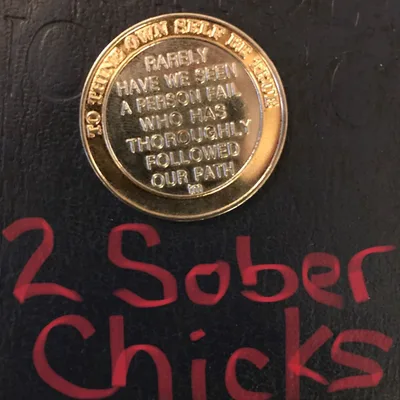 TO THINE OWN SELF BE TRUE
RARELY
HAVE WE SEEN
A PERSON FAIL
WHO HAS
THOROUGHLY
FOLLOWED
OUR PATH
2 Sober
Chicks